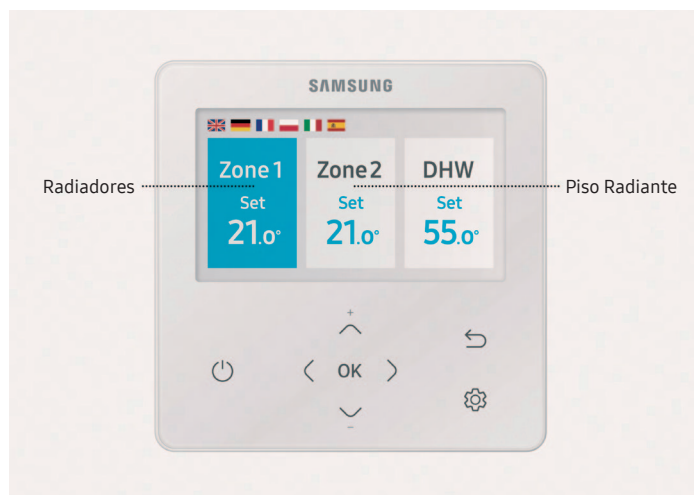 SAMSUNG
Zone 1
Zone 2
DHW
Radiadores
Piso Radiante
Set
Set
Set
21.0°
21.0°
55.0°
+
OK
−